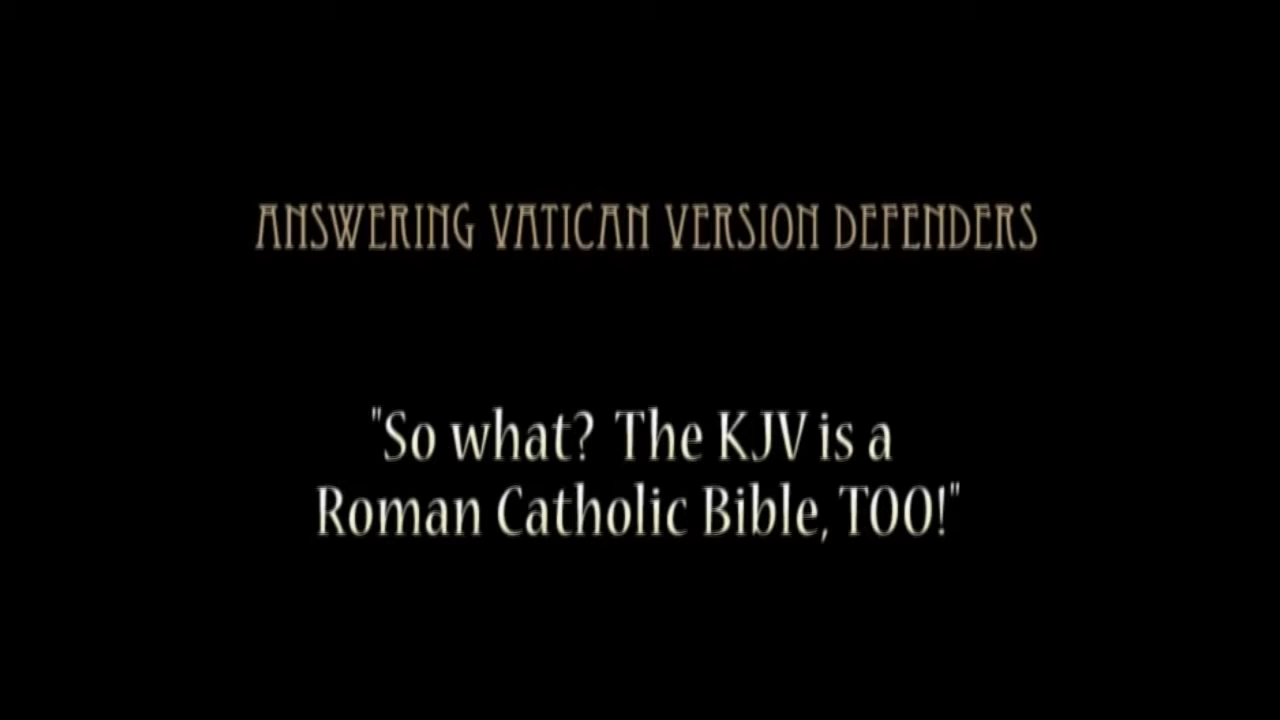 ANSWERING VATICAN VERSION DEFENDERS
"So what? The KJV is a
Roman Catholic Bible, TOO!"